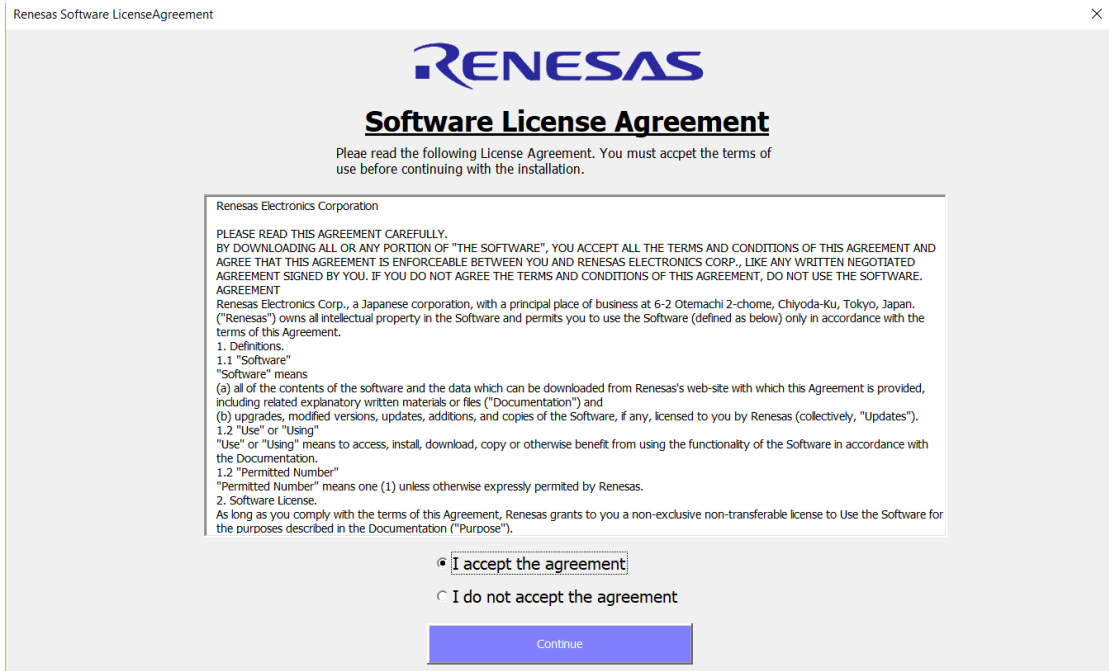 Renesas Software LicenseAgreement
RENESAS
Software License Agreement
Pleae read the following License Agreement. You must accpet the terms of
use before continuing with the installation.
Renesas Electronics Corporation
PLEASE READ THIS AGREEMENT CAREFULLY.
BY DOWNLOADING ALL OR ANY PORTION OF "THE SOFTWARE", YOU ACCEPT ALL THE TERMS AND CONDITIONS OF THIS AGREEMENT AND
AGREE THAT THIS AGREEMENT IS ENFORCEABLE BETWEEN YOU AND RENESAS ELECTRONICS CORP., LIKE ANY WRITTEN NEGOTIATED
AGREEMENT SIGNED BY YOU. IF YOU DO NOT AGREE THE TERMS AND CONDITIONS OF THIS AGREEMENT, DO NOT USE THE SOFTWARE.
AGREEMENT
Renesas Electronics Corp., a Japanese corporation, with a principal place of business at 6-2 Otemachi 2-chome, Chiyoda-Ku, Tokyo, Japan.
("Renesas") owns all intellectual property in the Software and permits you to use the Software (defined as below) only in accordance with the
terms of this Agreement.
1. Definitions.
1.1 "Software"
"Software" means
(a) all of the contents of the software and the data which can be downloaded from Renesas's web-site with which this Agreement is provided,
including related explanatory written materials or files ("Documentation") and
(b) upgrades, modified versions, updates, additions, and copies of the Software, if any, licensed to you by Renesas (collectively, "Updates").
1.2 "Use" or "Using"
"Use" or "Using" means to access, install, download, copy or otherwise benefit from using the functionality of the Software in accordance with
the Documentation.
1.2 "Permitted Number"
"Permitted Number" means one (1) unless otherwise expressly permited by Renesas.
2. Software License.
As long as you comply with the terms of this Agreement, Renesas grants to you a non-exclusive non-transferable license to Use the Software for
the purposes described in the Documentation ("Purpose").
I accept the agreement
I do not accept the agreement
Continue